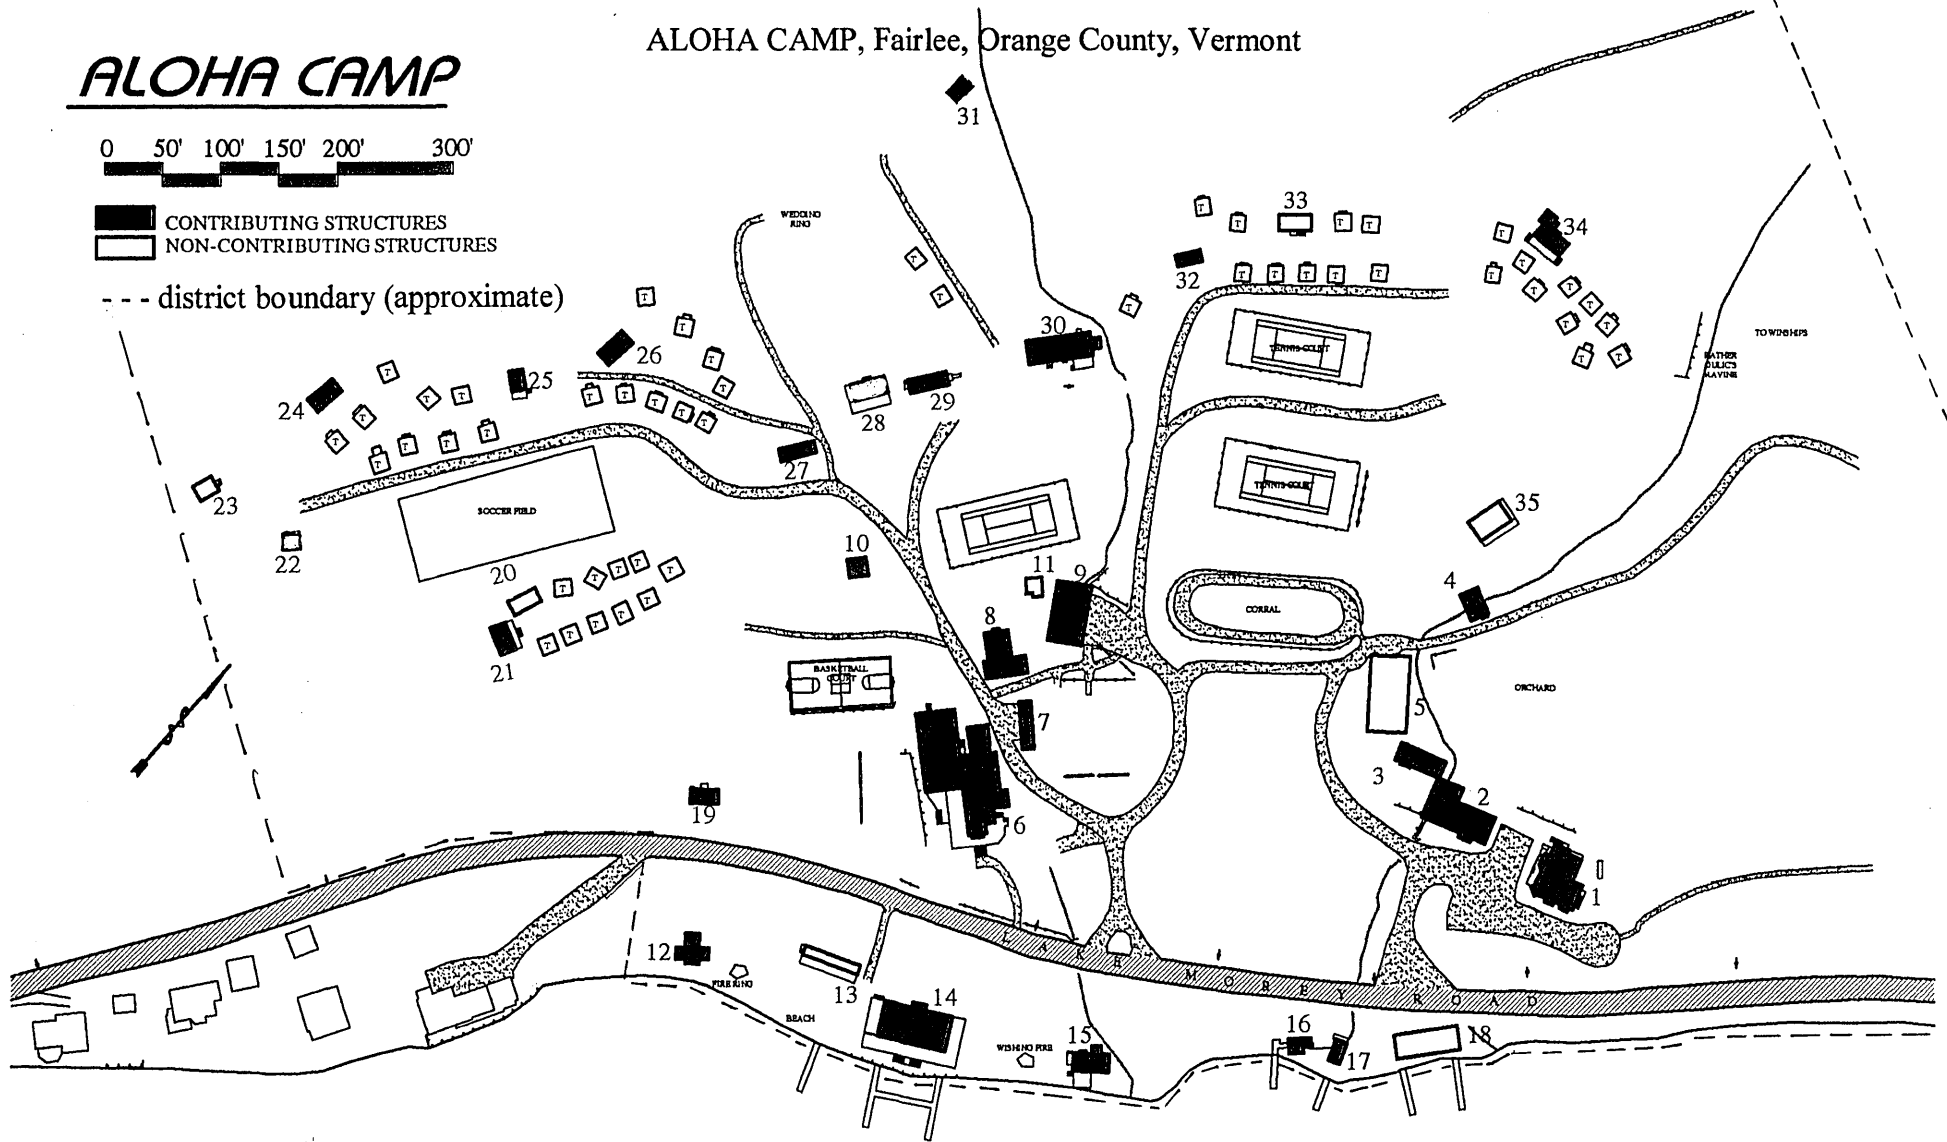 ALOHA CAMP, Fairlee, Orange County, Vermont
ALOHA CAMP
0 50' 100' 150' 200' 300'
CONTRIBUTING STRUCTURES
NON-CONTRIBUTING STRUCTURES
--- district boundary (approximate)
31
WEDDING
RING
33
34
32
30
TENNIS COURT
TO WINSHIPS
RAVINE
26
25
24
28
29
27
TENNIS COURT
23
22
SOCCER FIELD
35
10
11
9
20
4
CORRAL
8
21
BASKETBALL
COURT
ORCHARD
5
7
3
2
19
6
1
12
FIRE RING
13
14
BEACH
LAKE MOREY ROAD
15
WISHING FIRE
16
17
18
T T T T T T T T T T T T T T T T T T T T T T T T T T T T T T T T T T T T T T T T T T T T T T T T T T T T T T